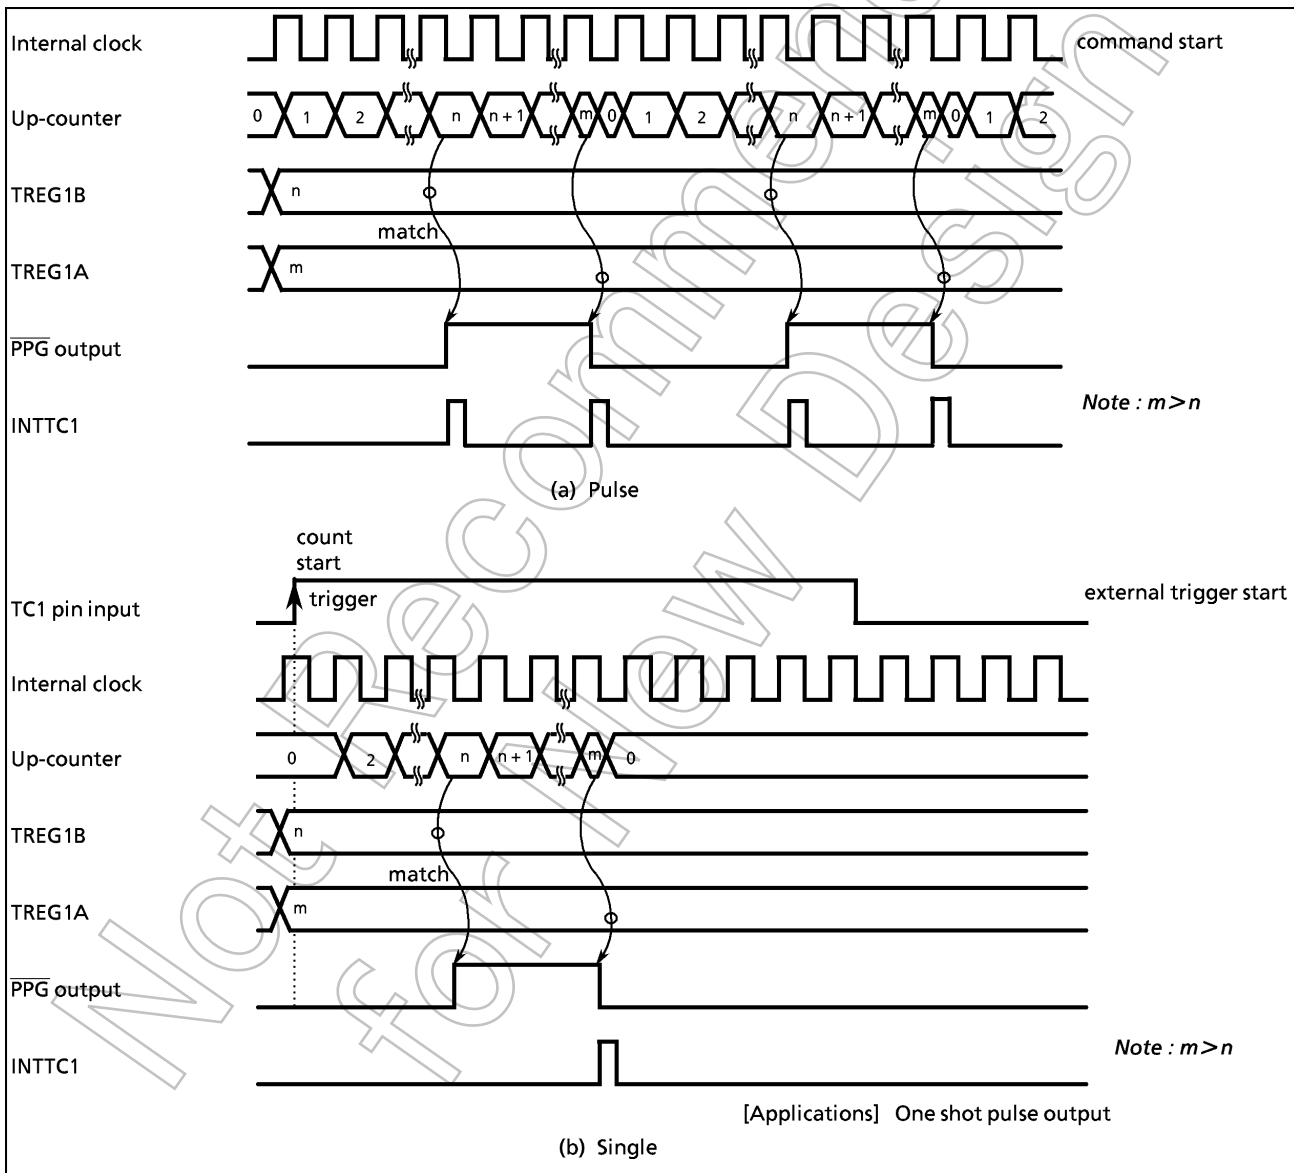 Internal clock
command start
Up-counter
0 1 2 n n + 1 m 0 1 2 n n + 1 m 0 1 2
TREG1B
n
match
TREG1A
m
PPG output
INTTC1
Note : m>n
(a) Pulse
count
start
trigger
TC1 pin input
external trigger start
Internal clock
Up-counter
0 2 n n + 1 m 0
TREG1B
n
match
TREG1A
m
PPG output
INTTC1
Note : m>n
[Applications] One shot pulse output
(b) Single
Not Recommended
for New Design